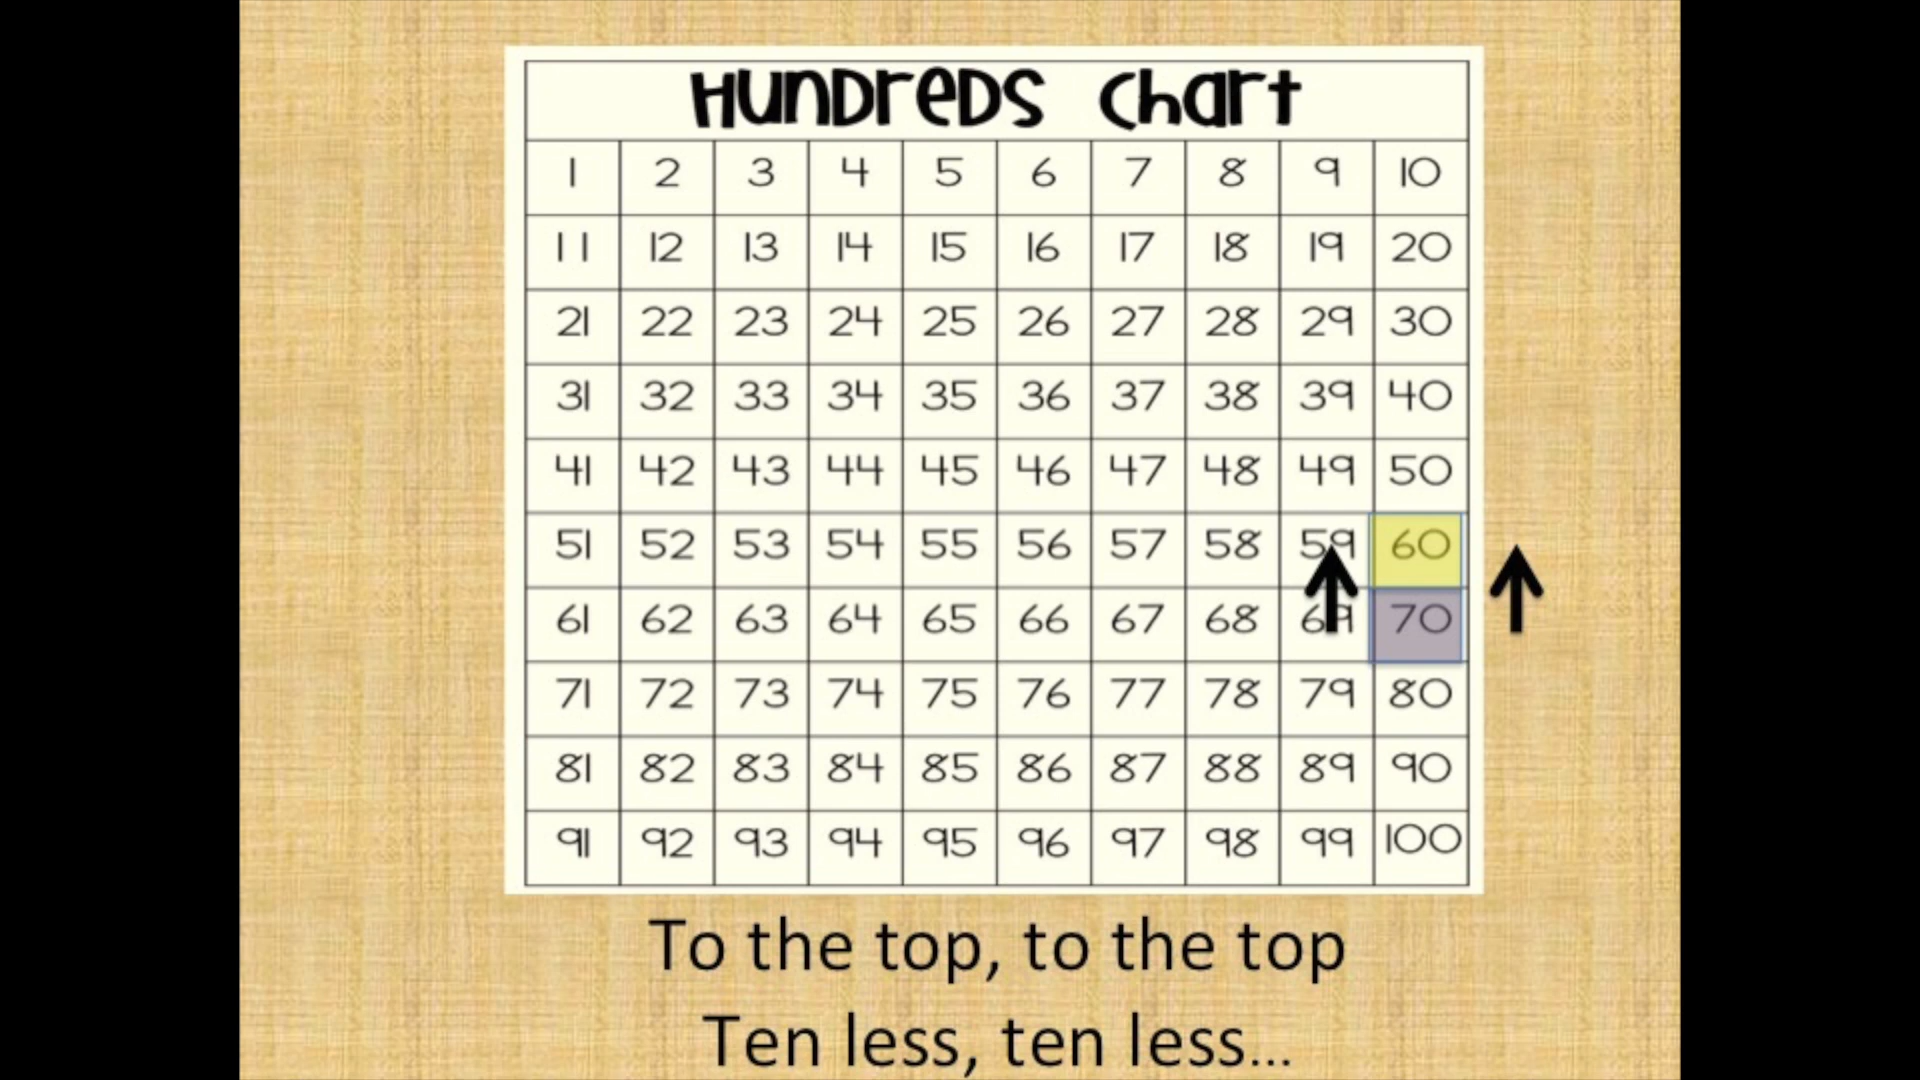 Hundreds Chart
1 2 3 4 5 6 7 8 9 10
11 12 13 14 15 16 17 18 19 20
21 22 23 24 25 26 27 28 29 30
31 32 33 34 35 36 37 38 39 40
41 42 43 44 45 46 47 48 49 50
51 52 53 54 55 56 57 58 59 60
61 62 63 64 65 66 67 68 69 70
71 72 73 74 75 76 77 78 79 80
81 82 83 84 85 86 87 88 89 90
91 92 93 94 95 96 97 98 99 100
To the top, to the top
Ten less, ten less...